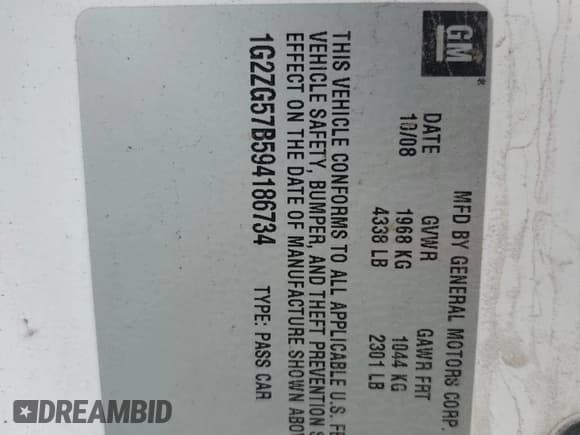 GM
®
MFD BY GENERAL MOTORS CORP.
DATE GVWR GAWR FRT
10/08 1968 KG 1044 KG
4338 LB 2301 LB
THIS VEHICLE CONFORMS TO ALL APPLICABLE U.S.
VEHICLE SAFETY, BUMPER, AND THEFT PREVENTION
EFFECT ON THE DATE OF MANUFACTURE SHOWN
1G2ZG57B594186734 TYPE: PASS CAR
DREAMBID